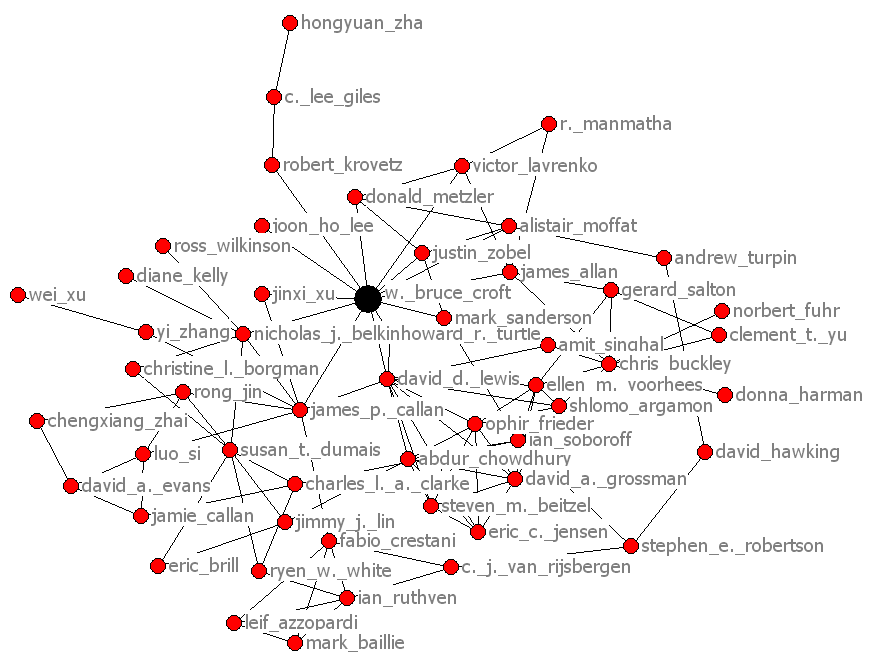 hongyuan_zha
c._lee_giles
r._manmatha
robert_krovetz
victor_lavrenko
donald_metzler
joon_ho_lee
alistair_moffat
ross_wilkinson
justin_zobel
andrew_turpin
diane_kelly
james_allan
wei_xu
jinxi_xu
w._bruce_croft
gerard_salton
norbert_fuhr
mark_sanderson
yi_zhang
nicholas_j._belkin
howard_r._turtle
clement_t._yu
amit_singhal
chris_buckley
christine_l._borgman
david_d._lewis
ellen_m._voorhees
rong_jin
donna_harman
james_p._callan
shlomo_argamon
chengxiang_zhai
ophir_frieder
ian_soboroff
luo_si
susan_t._dumais
abdur_chowdhury
david_hawking
david_a._evans
charles_l._a._clarke
david_a._grossman
steven_m._beitzel
jamie_callan
jimmy_j._lin
eric_c._jensen
fabio_crestani
stephen_e._robertson
eric_brill
ryen_w._white
c._j._van_rijsbergen
ian_ruthven
leif_azzopardi
mark_baillie